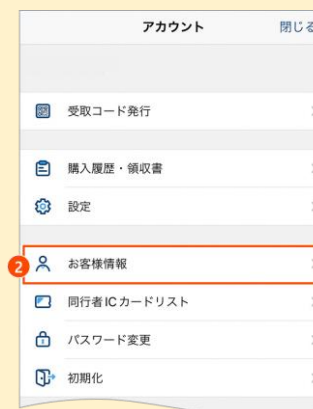 アカウント 閉じる
受取コード発行
購入履歴・領収書
設定
2 お客様情報
同行者ICカードリスト
パスワード変更
初期化